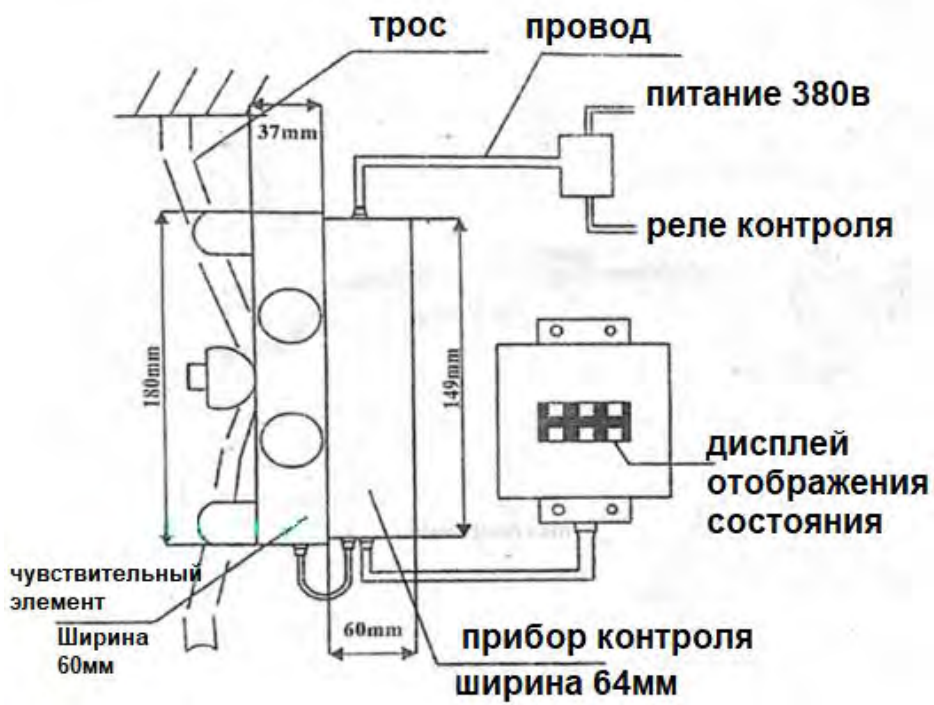 трос
провод
питание 380в
37mm
реле контроля
180mm
149mm
дисплей
отображения
состояния
чувствительный
элемент
Ширина
60мм
60mm
прибор контроля
ширина 64мм